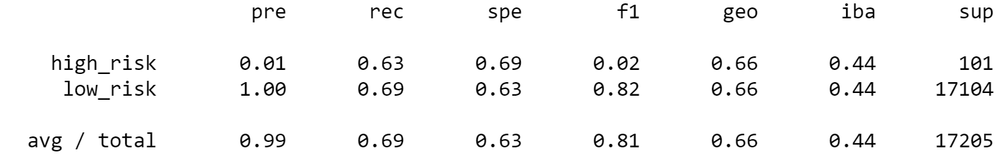 pre rec spe f1 geo iba sup
high_risk 0.01 0.63 0.69 0.02 0.66 0.44 101
low_risk 1.00 0.69 0.63 0.82 0.66 0.44 17104
avg / total 0.99 0.69 0.63 0.81 0.66 0.44 17205